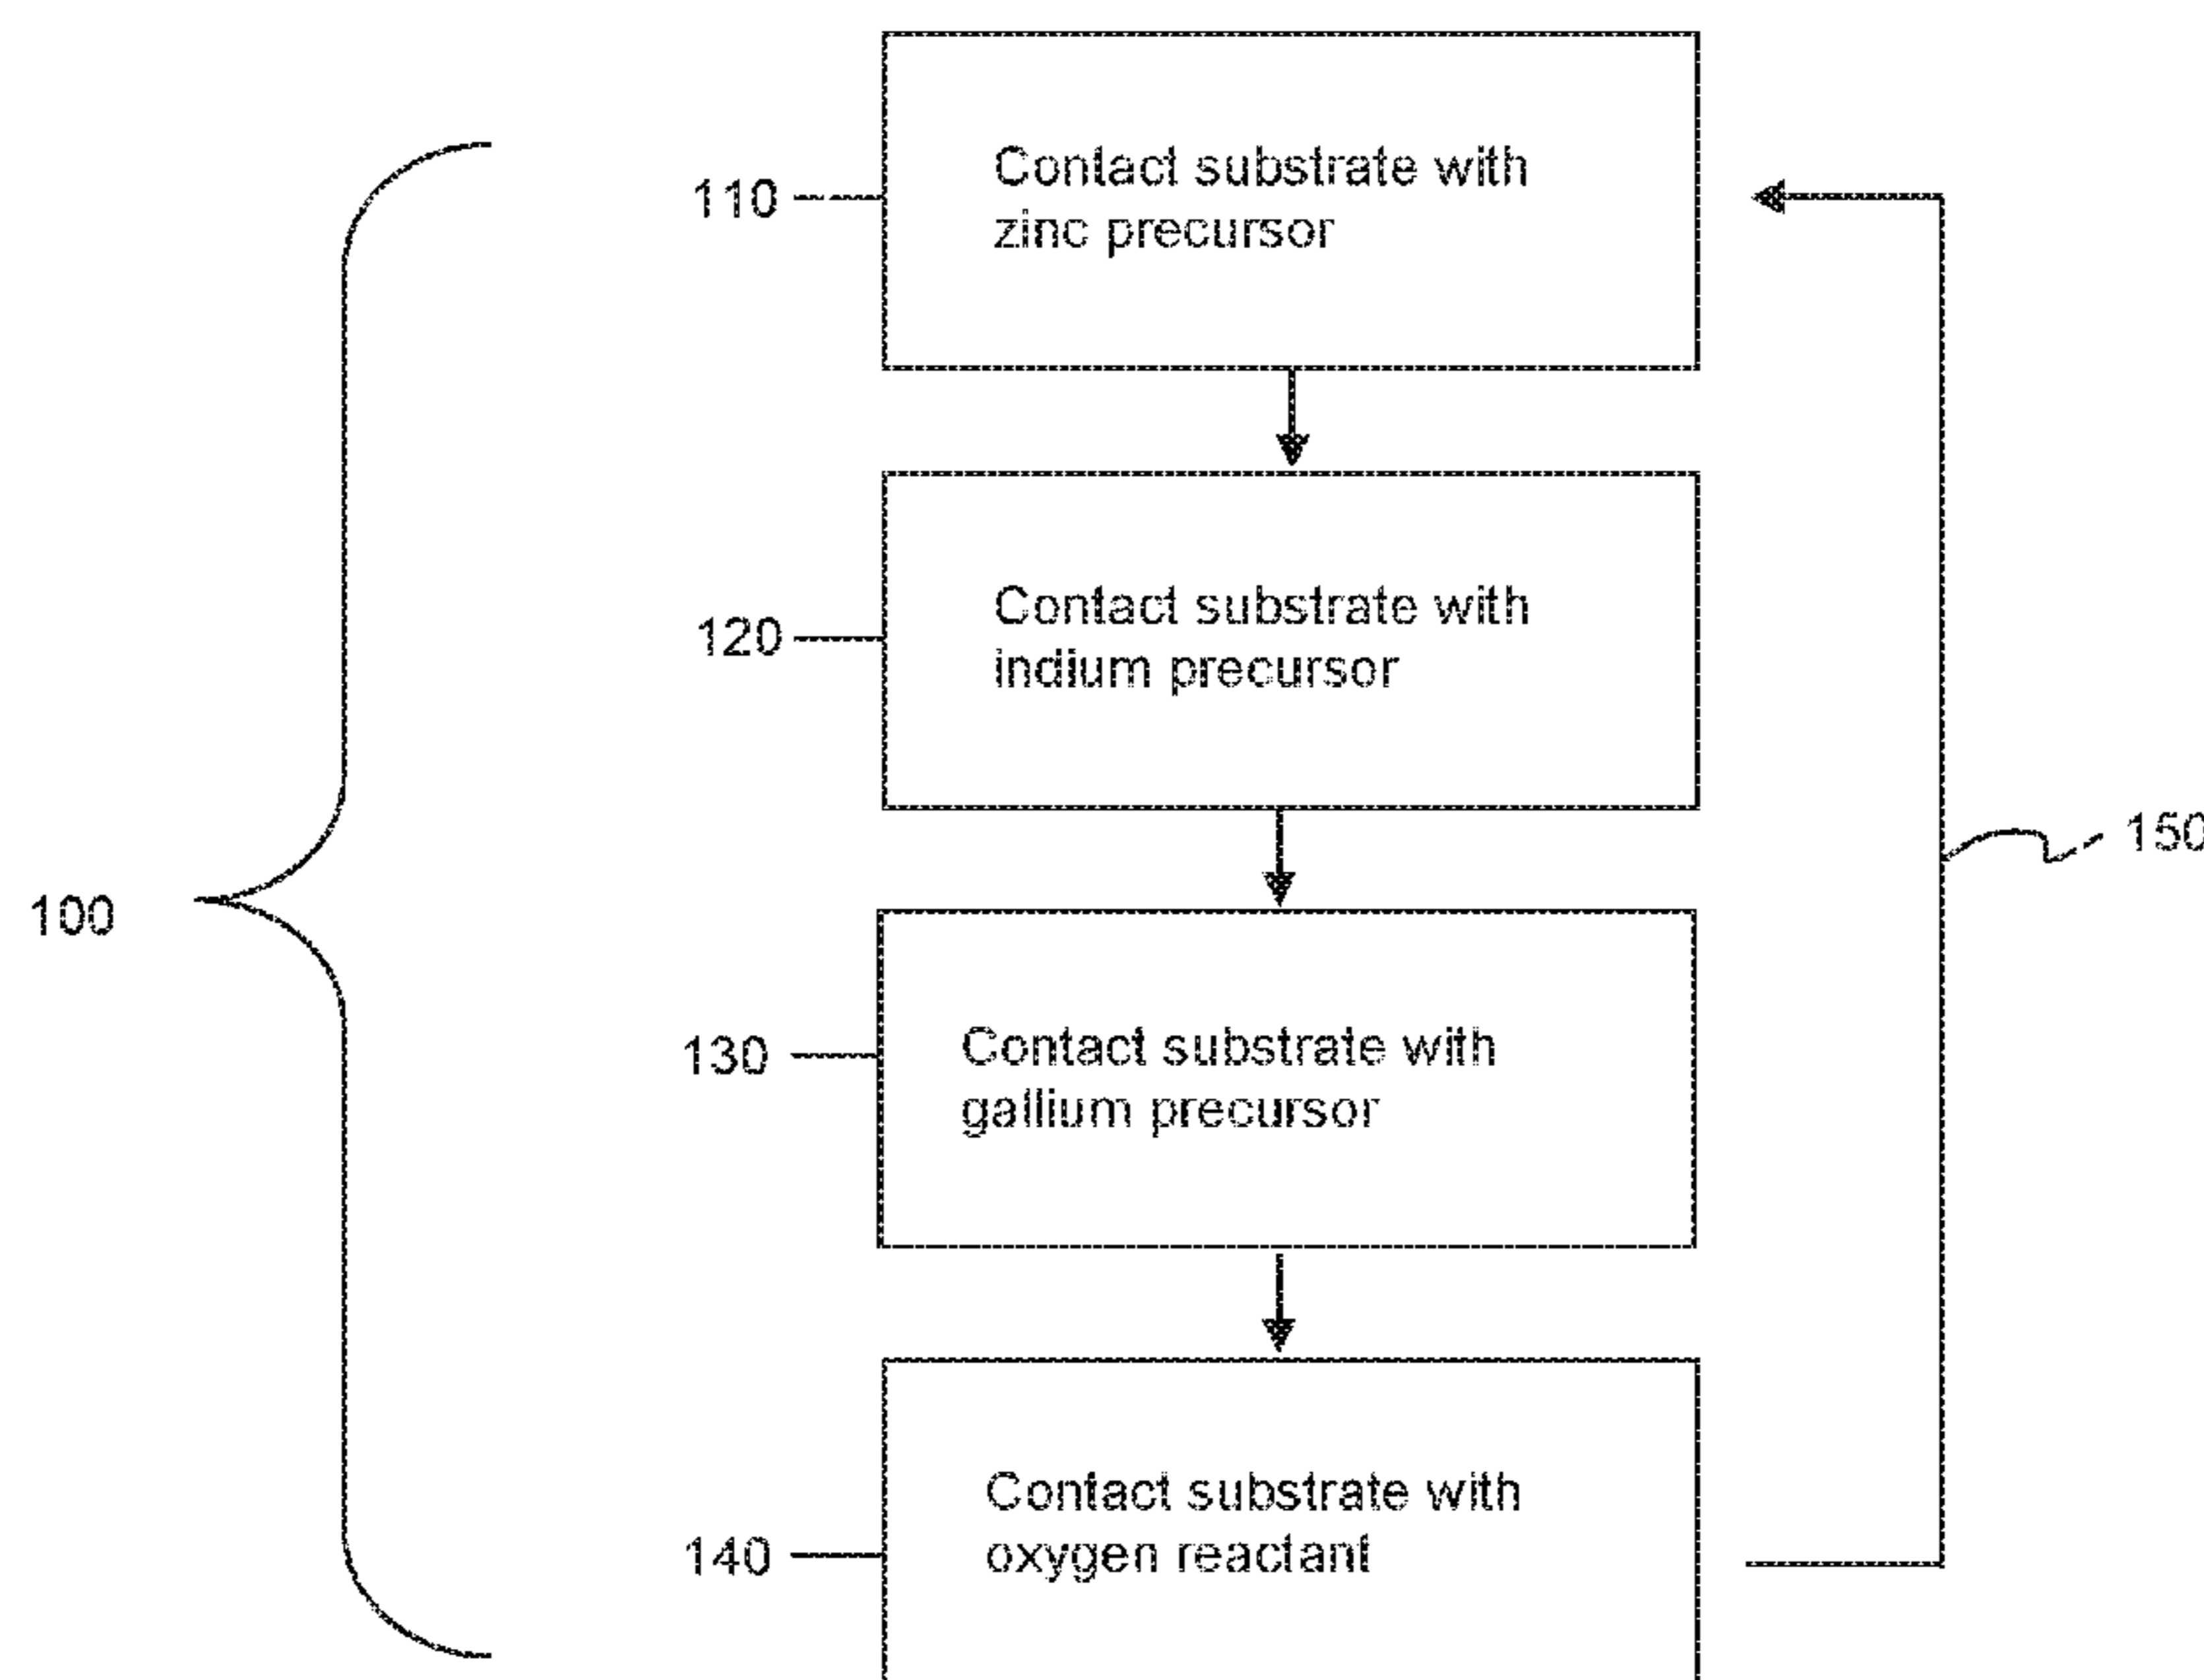 110
Contact substrate with
zinc precursor
120
Contact substrate with
indium precursor
100
150
130
Contact substrate with
gallium precursor
140
Contact substrate with
oxygen reactant